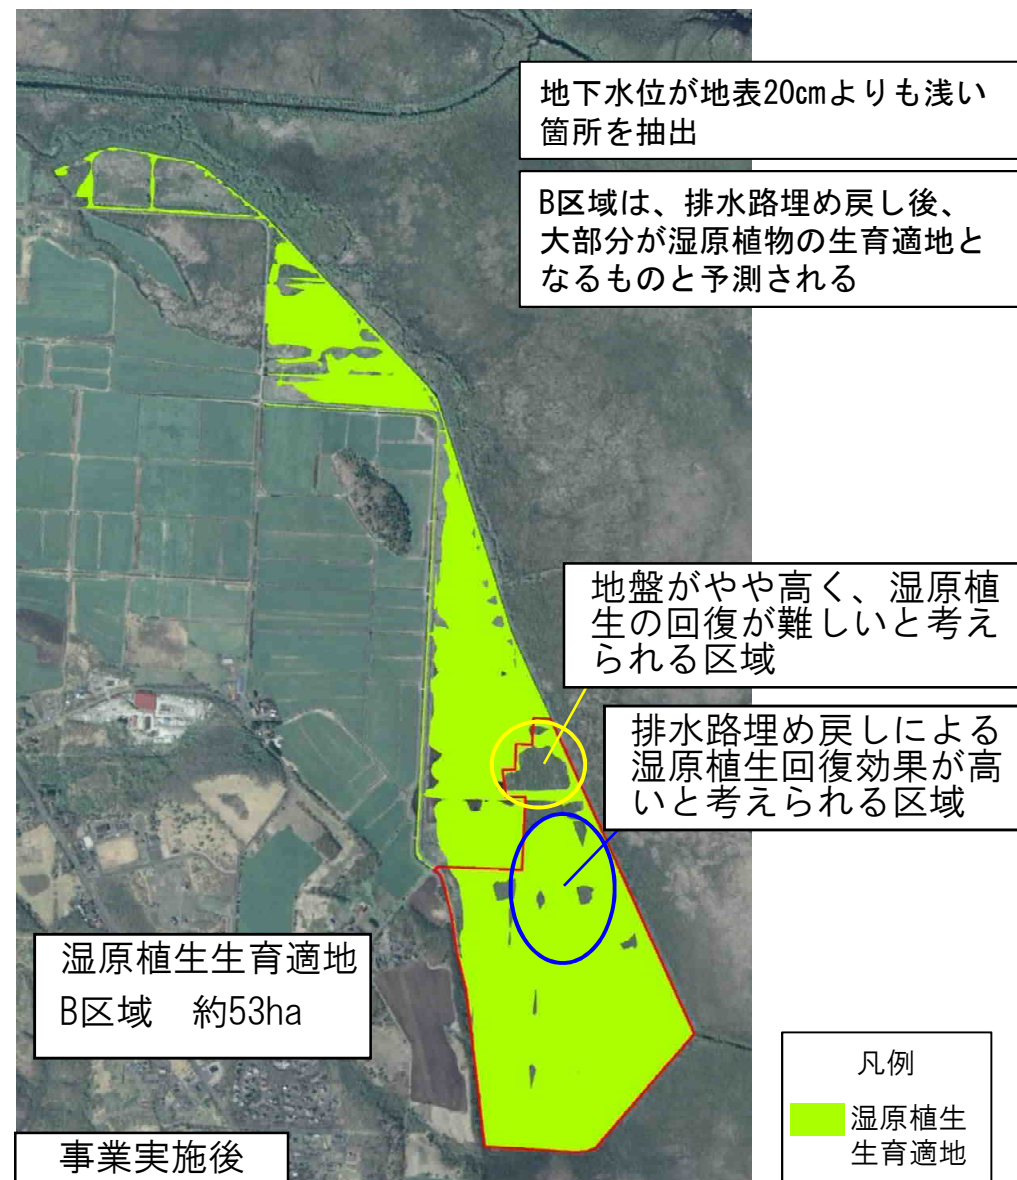 地下水位が地表20㎝よりも浅い
箇所を抽出
B区域は、排水路埋め戻し後、
大部分が湿原植物の生育適地と
なるものと予測される
地盤がやや高く、湿原植
生の回復が難しいと考え
られる区域
排水路埋め戻しによる
湿原植生回復効果が高
いと考えられる区域
湿原植生生育適地
B区域　約53ha
凡例
湿原植生
生育適地
事業実施後